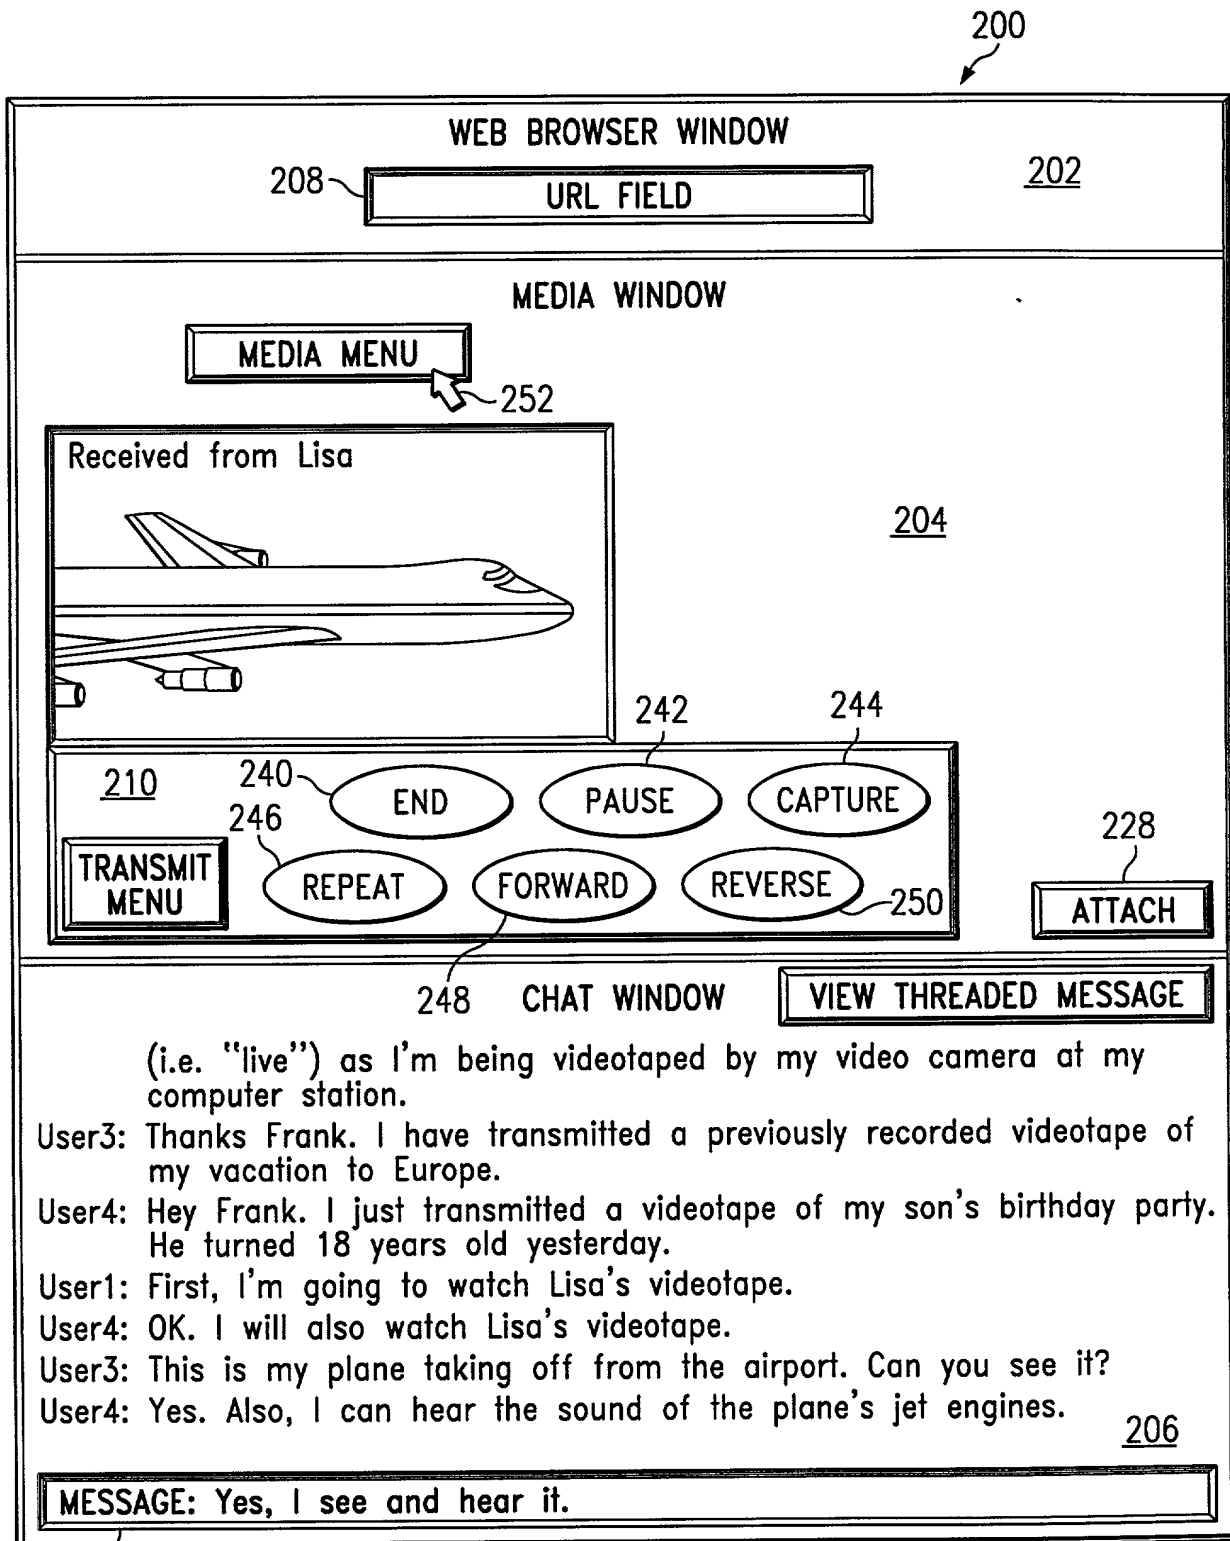 200
WEB BROWSER WINDOW
208
URL FIELD
202
MEDIA WINDOW
MEDIA MENU
252
Received from Lisa
204
242
244
210
240
END
PAUSE
CAPTURE
246
228
TRANSMIT
MENU
REPEAT
FORWARD
REVERSE
250
ATTACH
248
CHAT WINDOW
VIEW THREADED MESSAGE
(i.e. "live") as I'm being videotaped by my video camera at my
computer station.
User3: Thanks Frank. I have transmitted a previously recorded videotape of
my vacation to Europe.
User4: Hey Frank. I just transmitted a videotape of my son's birthday party.
He turned 18 years old yesterday.
User1: First, I'm going to watch Lisa's videotape.
User4: OK. I will also watch Lisa's videotape.
User3: This is my plane taking off from the airport. Can you see it?
User4: Yes. Also, I can hear the sound of the plane's jet engines.
206
MESSAGE: Yes, I see and hear it.